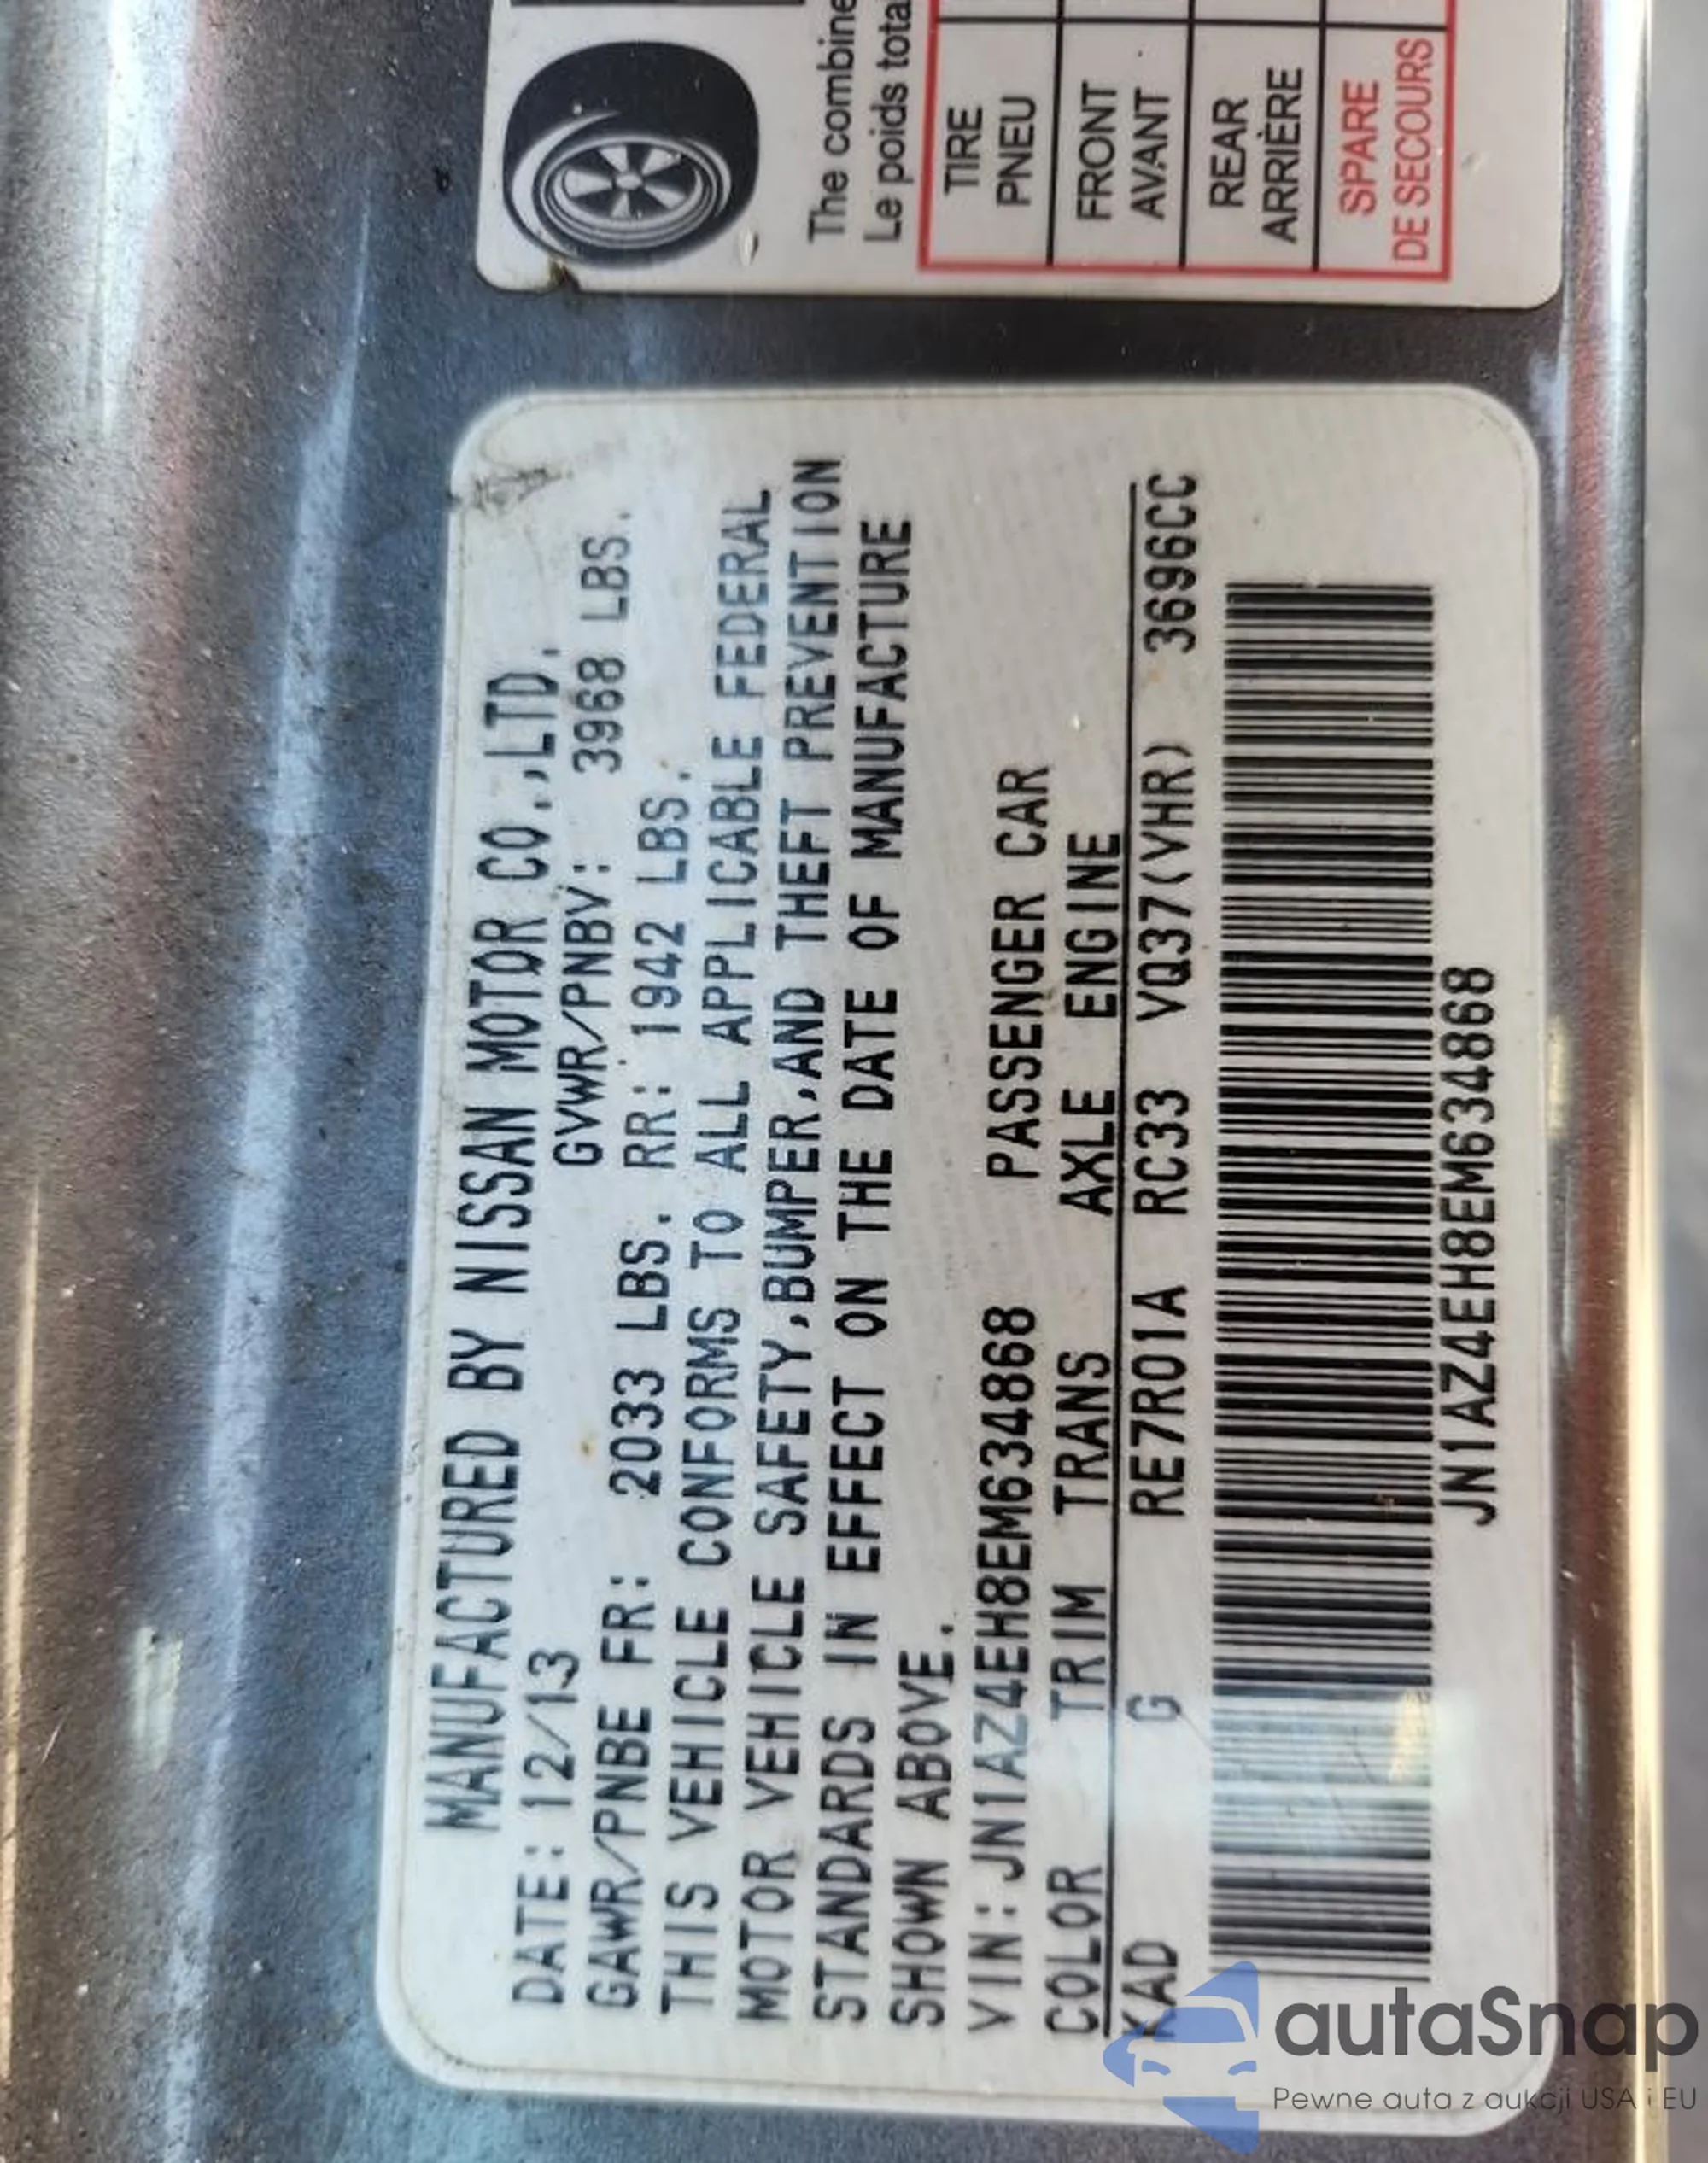 MANUFACTURED BY NISSAN MOTOR CO.,LTD.
DATE: 12/13 GVWR/PNBV: 3968 LBS.
GAWR/PNBE FR: 2033 LBS. RR: 1942 LBS.
THIS VEHICLE CONFORMS TO ALL APPLICABLE FEDERAL
MOTOR VEHICLE SAFETY,BUMPER,AND THEFT PREVENTION
STANDARDS IN EFFECT ON THE DATE OF MANUFACTURE
SHOWN ABOVE.
VIN:JN1AZ4EH8EM634868 PASSENGER CAR
COLOR TRIM TRANS AXLE ENGINE
KAD G RE7R01A RC33 VQ37(VHR) 3696CC
JN1AZ4EH8EM634868
The combine
Le poids total
TIRE
PNEU
FRONT
AVANT
REAR
ARRIÈRE
SPARE
DE SECOURS
autaSnap
Pewne auta z aukcji USA i EU